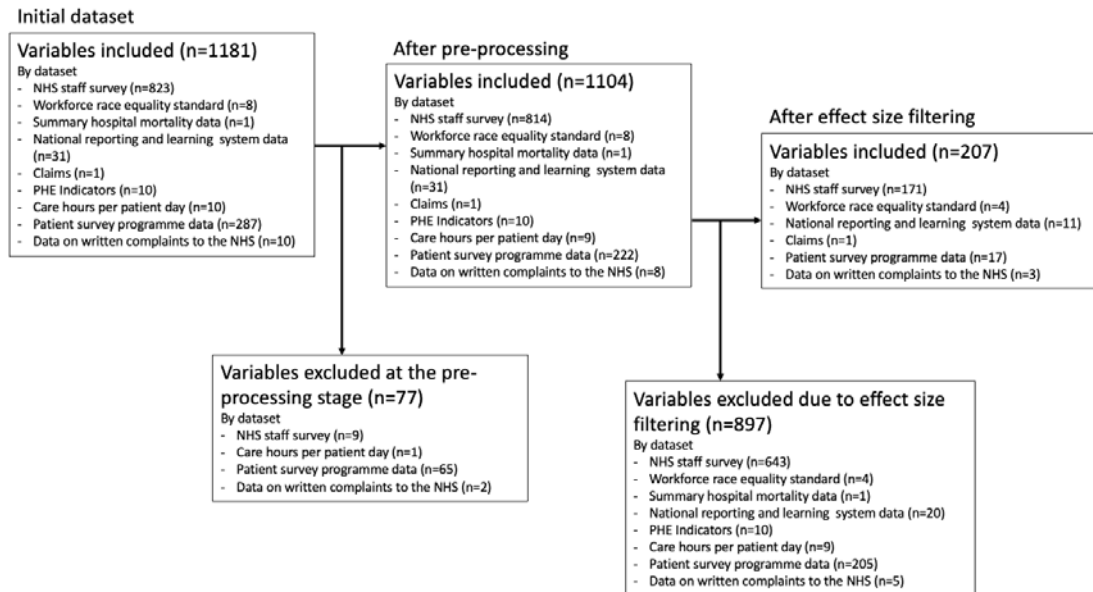 Initial dataset
Variables included (n=1181)
By dataset
- NHS staff survey (n=823)
- Workforce race equality standard (n=8)
- Summary hospital mortality data (n=1)
- National reporting and learning system data
(n=31)
- Claims (n=1)
- PHE Indicators (n=10)
- Care hours per patient day (n=10)
- Patient survey programme data (n=287)
- Data on written complaints to the NHS (n=10)
After pre-processing
Variables included (n=1104)
By dataset
- NHS staff survey (n=814)
- Workforce race equality standard (n=8)
- Summary hospital mortality data (n=1)
- National reporting and learning system data
(n=31)
- Claims (n=1)
- PHE Indicators (n=10)
- Care hours per patient day (n=9)
- Patient survey programme data (n=222)
- Data on written complaints to the NHS (n=8)
After effect size filtering
Variables included (n=207)
By dataset
- NHS staff survey (n=171)
- Workforce race equality standard (n=4)
- National reporting and learning system data (n=11)
- Claims (n=1)
- Patient survey programme data (n=17)
- Data on written complaints to the NHS (n=3)
Variables excluded at the pre-
processing stage (n=77)
By dataset
- NHS staff survey (n=9)
- Care hours per patient day (n=1)
- Patient survey programme data (n=65)
- Data on written complaints to the NHS (n=2)
Variables excluded due to effect size
filtering (n=897)
By dataset
- NHS staff survey (n=643)
- Workforce race equality standard (n=4)
- Summary hospital mortality data (n=1)
- National reporting and learning system data (n=20)
- PHE Indicators (n=10)
- Care hours per patient day (n=9)
- Patient survey programme data (n=205)
- Data on written complaints to the NHS (n=5)